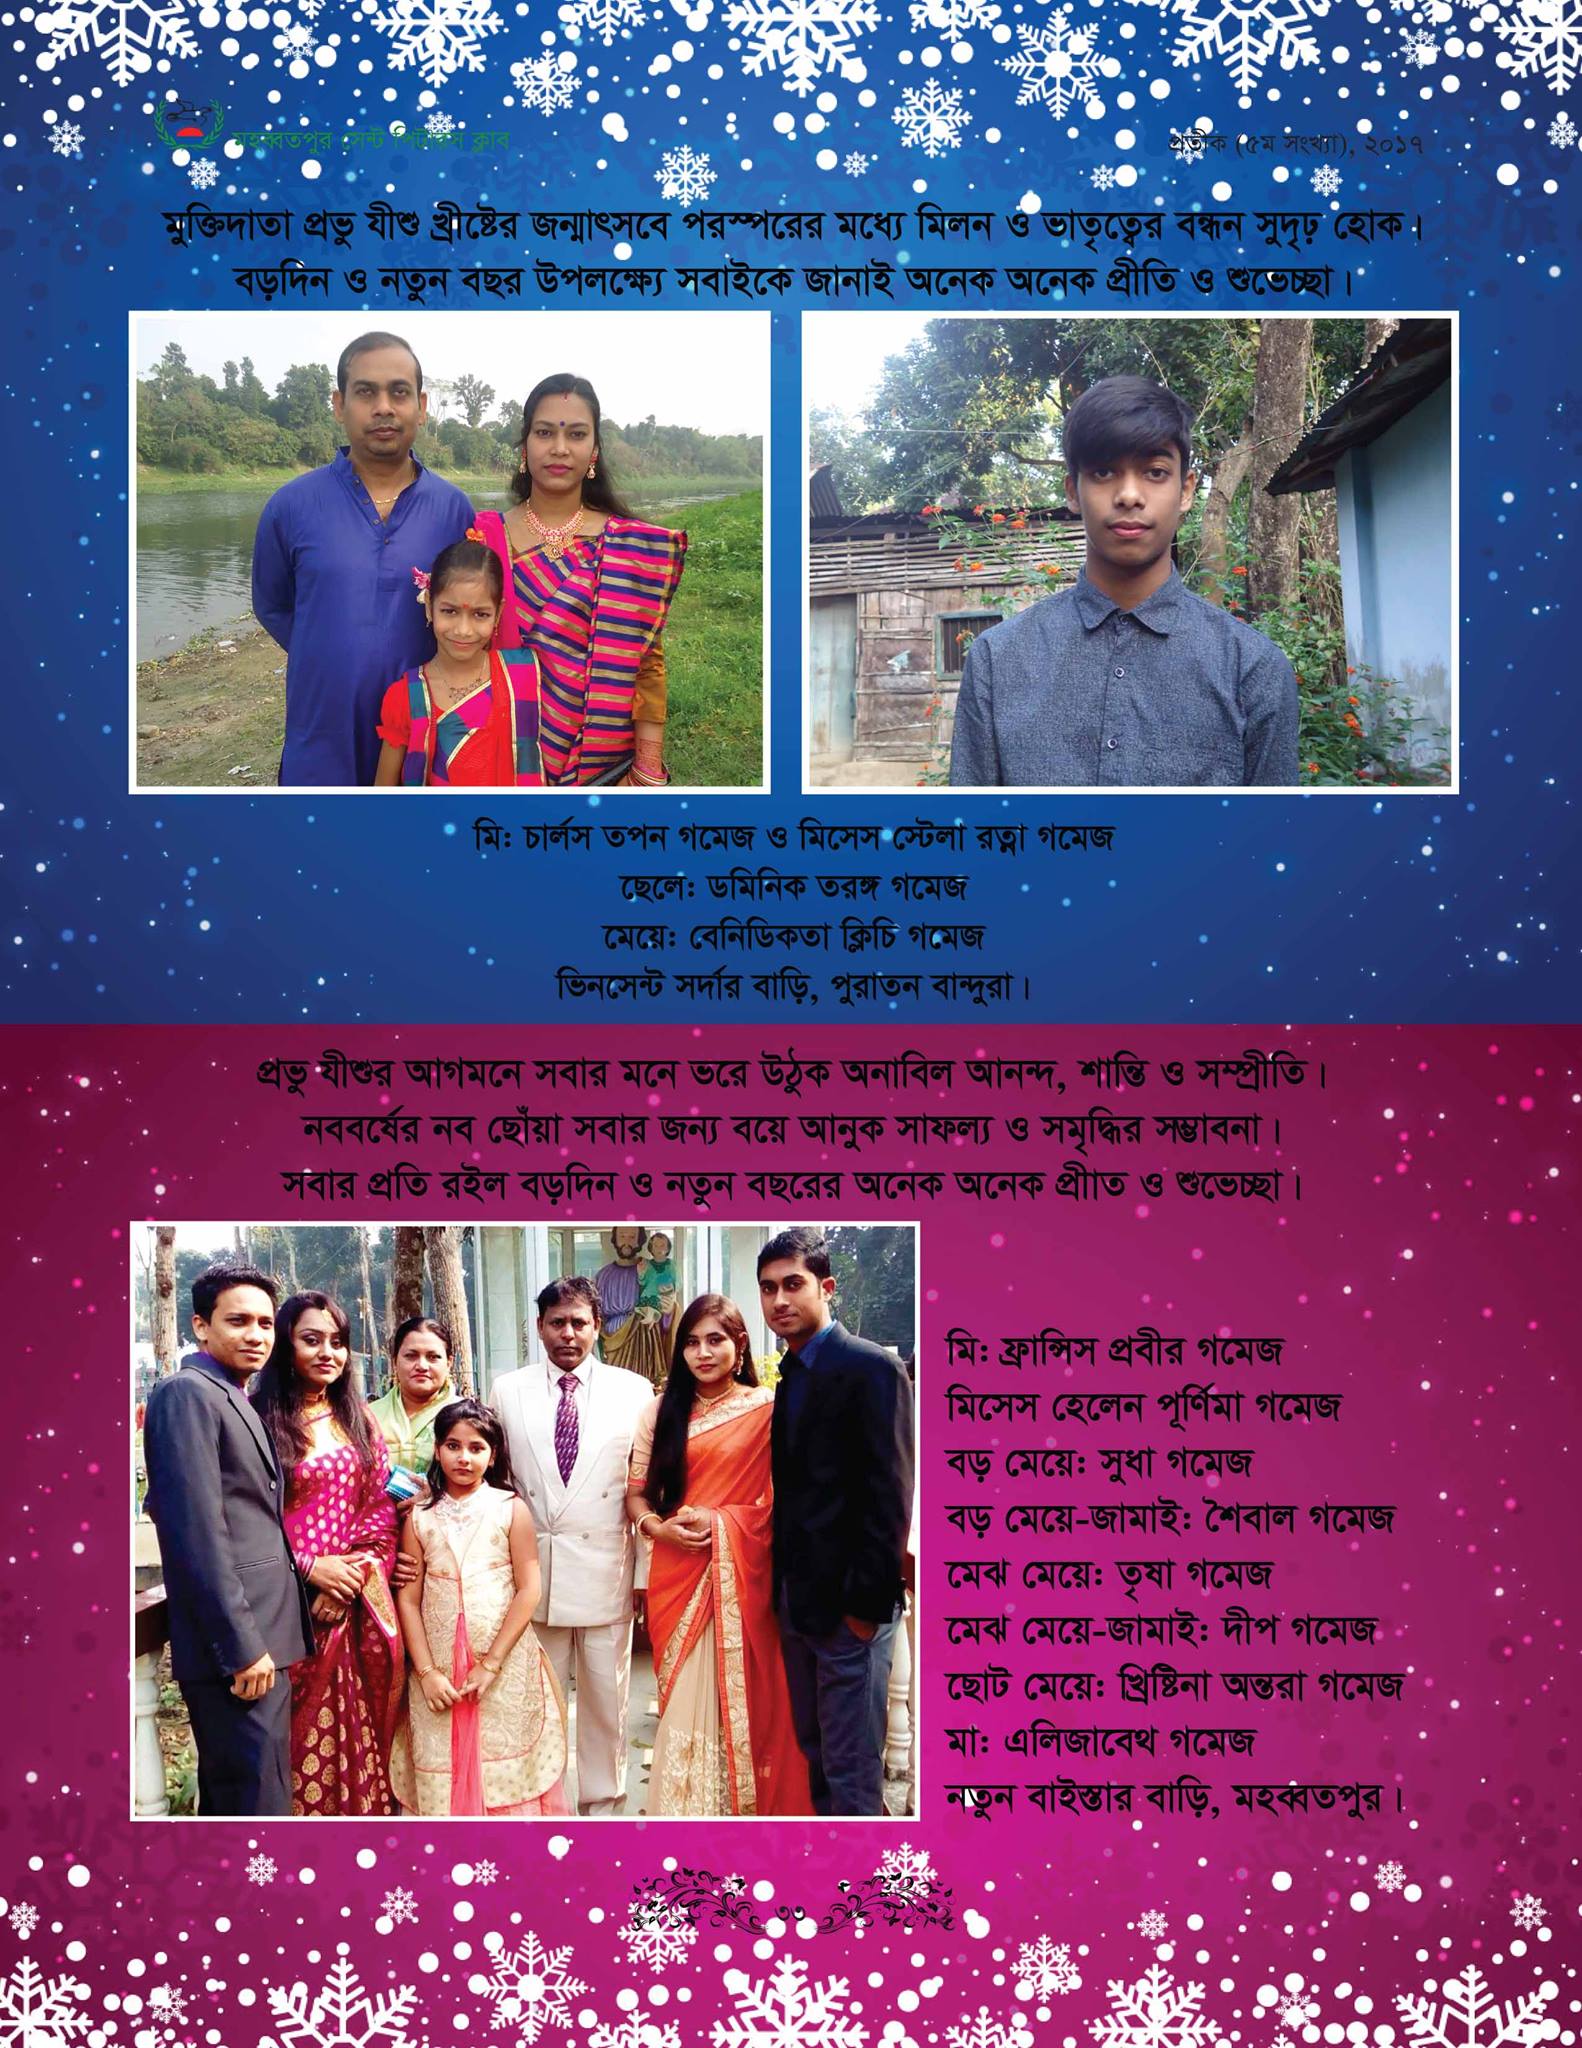 মহব্বতপুর সেন্ট পিটারস ক্লাব
প্রতীক (৫ম সংখ্যা), ২০১৭
মুক্তিদাতা প্রভু যীশু খ্রীষ্টের জন্মাৎসবে পরস্পরের মধ্যে মিলন ও ভাতৃত্বের বন্ধন সুদৃঢ় হোক।
বড়দিন ও নতুন বছর উপলক্ষ্যে সবাইকে জানাই অনেক অনেক প্রীতি ও শুভেচ্ছা।
মি: চার্লস তপন গমেজ ও মিসেস স্টেলা রত্না গমেজ
ছেলে: ডমিনিক তরঙ্গ গমেজ
মেয়ে: বেনিডিকতা ক্লিচি গমেজ
ভিনসেন্ট সর্দার বাড়ি, পুরাতন বান্দুরা।
প্রভু যীশুর আগমনে সবার মনে ভরে উঠুক অনাবিল আনন্দ, শান্তি ও সম্প্রীতি।
নববর্ষের নব ছোঁয়া সবার জন্য বয়ে আনুক সাফল্য ও সমৃদ্ধির সম্ভাবনা।
সবার প্রতি রইল বড়দিন ও নতুন বছরের অনেক অনেক প্রীাত ও শুভেচ্ছা।
মি: ফ্রান্সিস প্রবীর গমেজ
মিসেস হেলেন পূর্ণিমা গমেজ
বড় মেয়ে: সুধা গমেজ
বড় মেয়ে-জামাই: শৈবাল গমেজ
মেঝ মেয়ে: তৃষা গমেজ
মেঝ মেয়ে-জামাই: দীপ গমেজ
ছোট মেয়ে: খ্রিষ্টিনা অন্তরা গমেজ
মা: এলিজাবেথ গমেজ
নতুন বাইস্তার বাড়ি, মহব্বতপুর।
৩৩